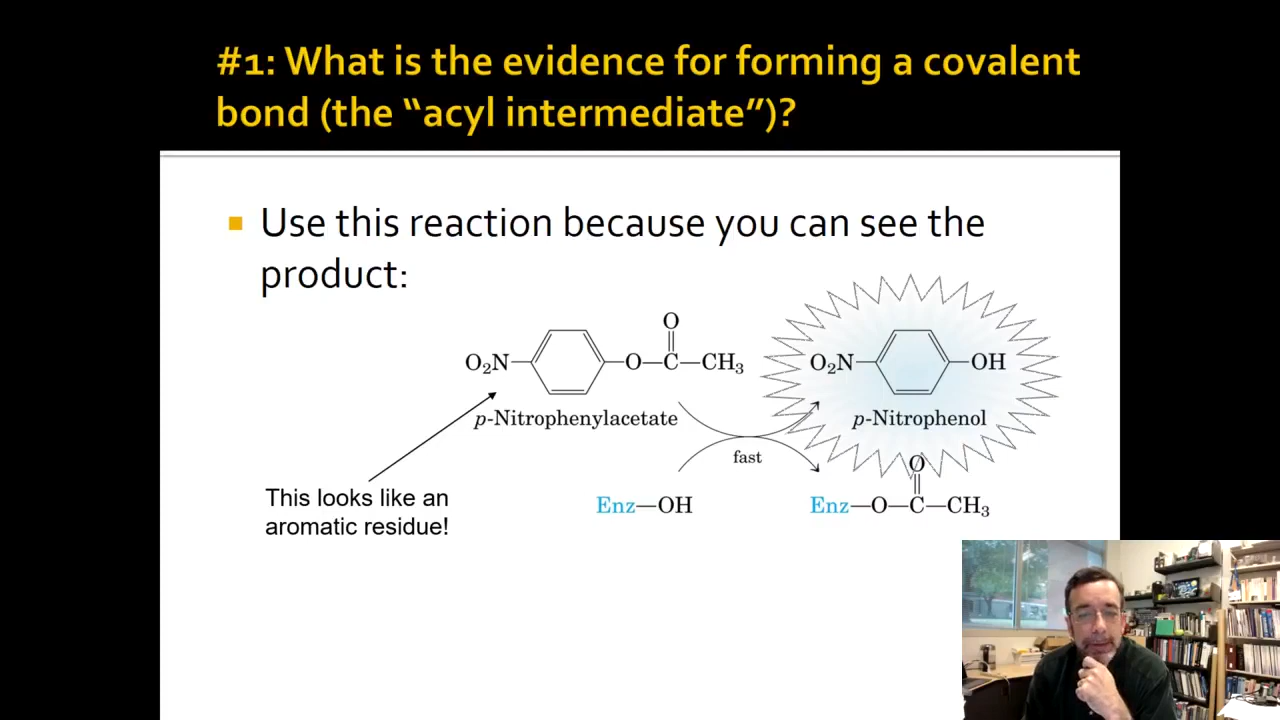 #1: What is the evidence for forming a covalent
bond (the “acyl intermediate”)?
Use this reaction because you can see the
product:
O₂N O C CH₃
O
p-Nitrophenylacetate
O₂N OH
p-Nitrophenol
fast
This looks like an
aromatic residue!
Enz—OH
O
Enz—O—C—CH₃